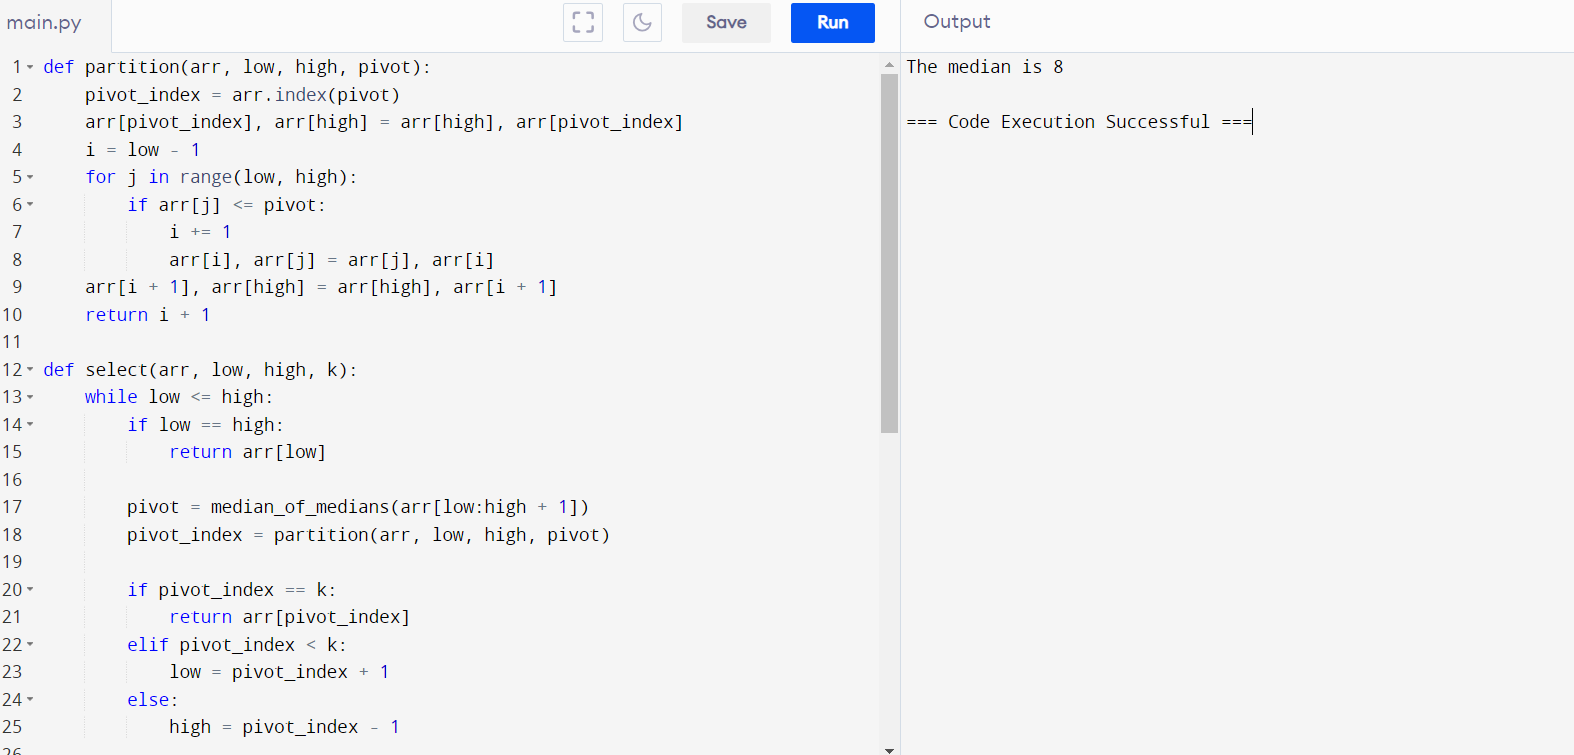 main.py
Save
Run
Output
1 def partition(arr, low, high, pivot):
2     pivot_index = arr.index(pivot)
3     arr[pivot_index], arr[high] = arr[high], arr[pivot_index]
4     i = low - 1
5     for j in range(low, high):
6         if arr[j] <= pivot:
7             i += 1
8             arr[i], arr[j] = arr[j], arr[i]
9     arr[i + 1], arr[high] = arr[high], arr[i + 1]
10     return i + 1
11
12 def select(arr, low, high, k):
13     while low <= high:
14         if low == high:
15             return arr[low]
16
17         pivot = median_of_medians(arr[low:high + 1])
18         pivot_index = partition(arr, low, high, pivot)
19
20         if pivot_index == k:
21             return arr[pivot_index]
22         elif pivot_index < k:
23             low = pivot_index + 1
24         else:
25             high = pivot_index - 1
26
The median is 8
=== Code Execution Successful ===